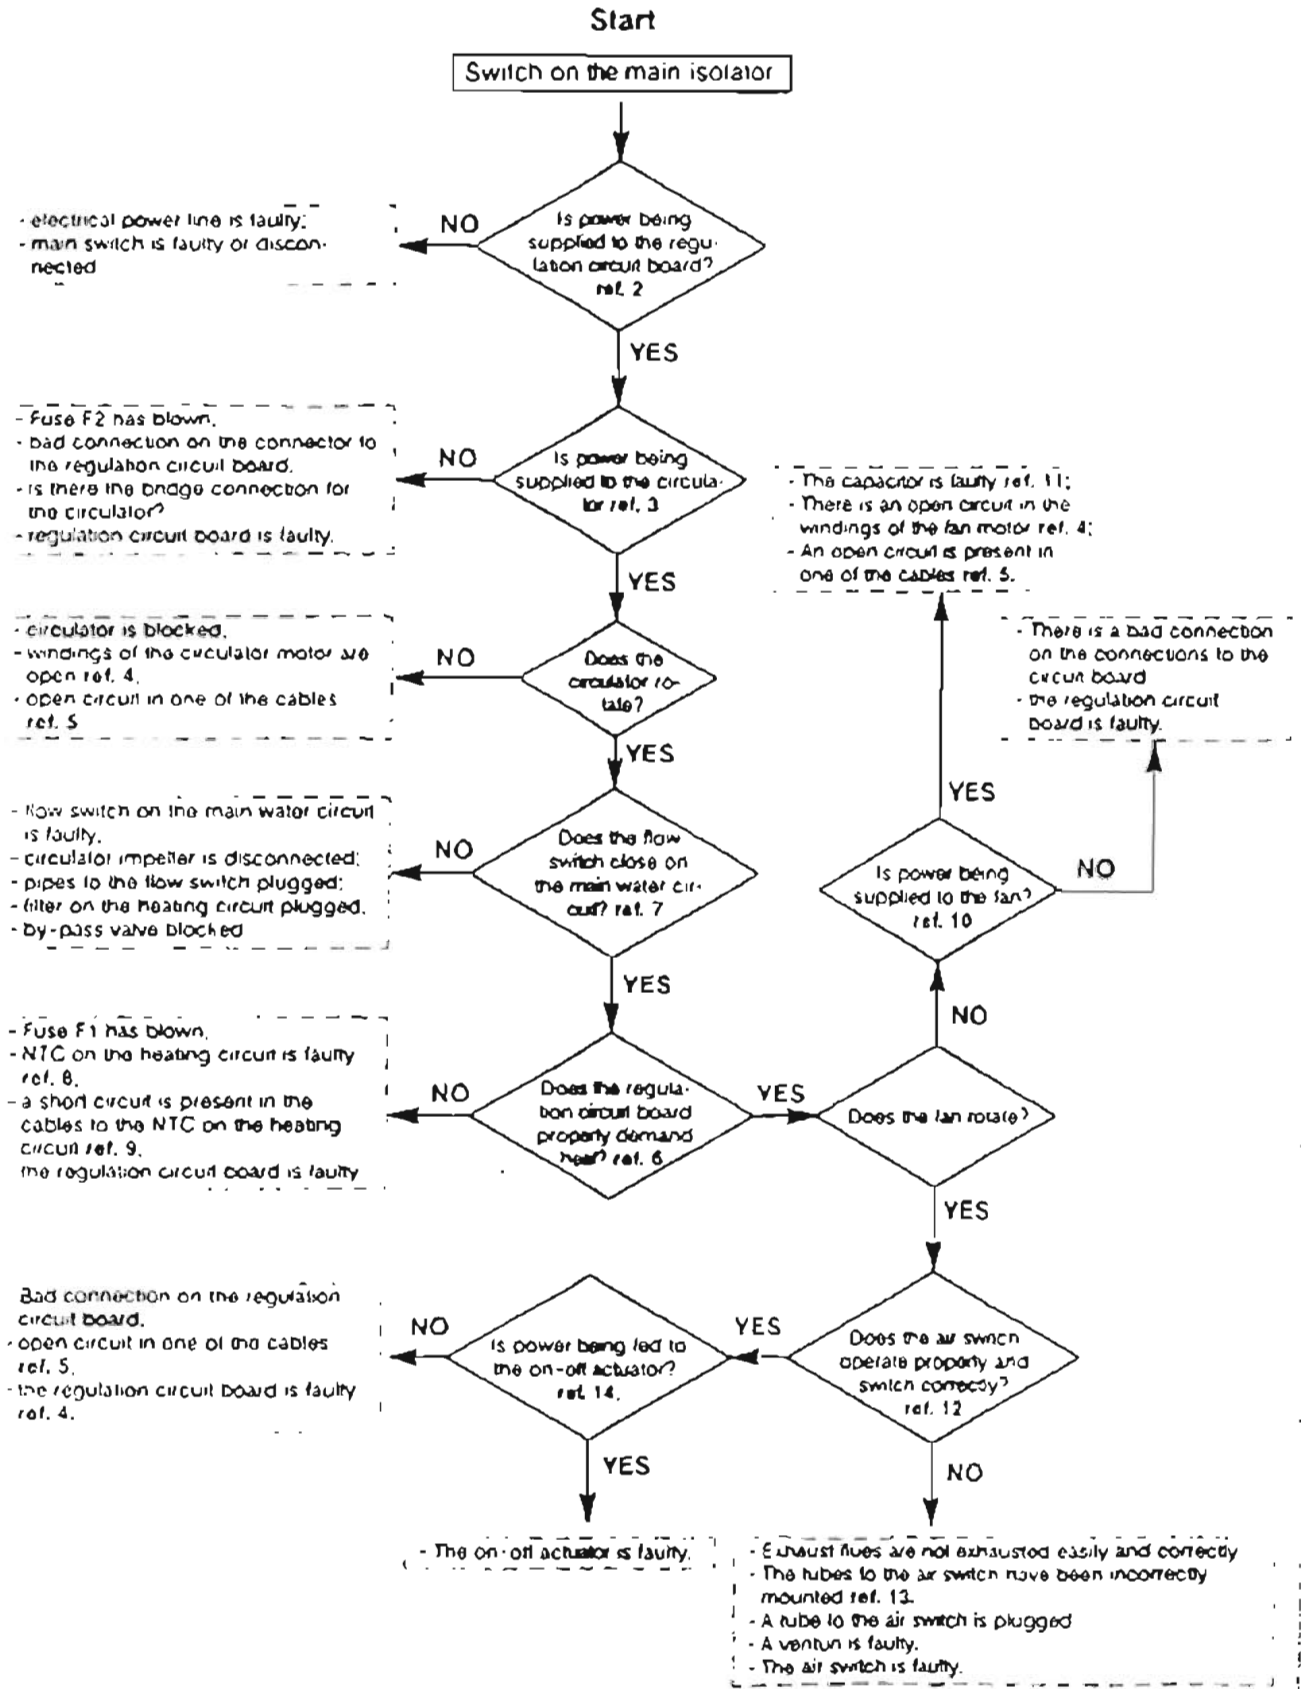 Start
Switch on the main isolator
Is power being
supplied to the regu-
lation circuit board?
ref. 2
NO
- electrical power line is faulty;
- main switch is faulty or discon-
nected
YES
Is power being
supplied to the circula-
tor ref. 3
NO
- Fuse F2 has blown.
- bad connection on the connector to
the regulation circuit board.
- is there the bridge connection for
the circulator?
- regulation circuit board is faulty.
YES
Does the
circulator ro-
tate?
NO
- circulator is blocked.
- windings of the circulator motor are
open ref. 4.
- open circuit in one of the cables
ref. 5
YES
Does the flow
switch close on
the main water cir-
cuit? ref. 7
NO
- flow switch on the main water circuit
is faulty.
- circulator impeller is disconnected;
- pipes to the flow switch plugged;
- filter on the heating circuit plugged.
- by-pass valve blocked
YES
Does the regula-
tion circuit board
property demand
heat? ref. 6
NO
- Fuse F1 has blown.
- NTC on the heating circuit is faulty
ref. 8.
- a short circuit is present in the
cables to the NTC on the heating
circuit ref. 9.
the regulation circuit board is faulty
YES
Does the fan rotate?
NO
Is power being
supplied to the fan?
ref. 10
YES
- The capacitor is faulty ref. 11;
- There is an open circuit in the
windings of the fan motor ref. 4;
- An open circuit is present in
one of the cables ref. 5.
NO
- There is a bad connection
on the connections to the
circuit board
- the regulation circuit
board is faulty.
YES
Does the air switch
operate property and
switch correctly?
ref. 12
YES
Is power being led to
the on-off actuator?
ref. 14.
NO
Bad connection on the regulation
circuit board.
- open circuit in one of the cables
ref. 5.
- the regulation circuit board is faulty
ref. 4.
YES
- The on-off actuator is faulty.
NO
- Exhaust flues are not exhausted easily and correctly
- The tubes to the air switch have been incorrectly
mounted ref. 13.
- A tube to the air switch is plugged
- A venturi is faulty.
- The air switch is faulty.